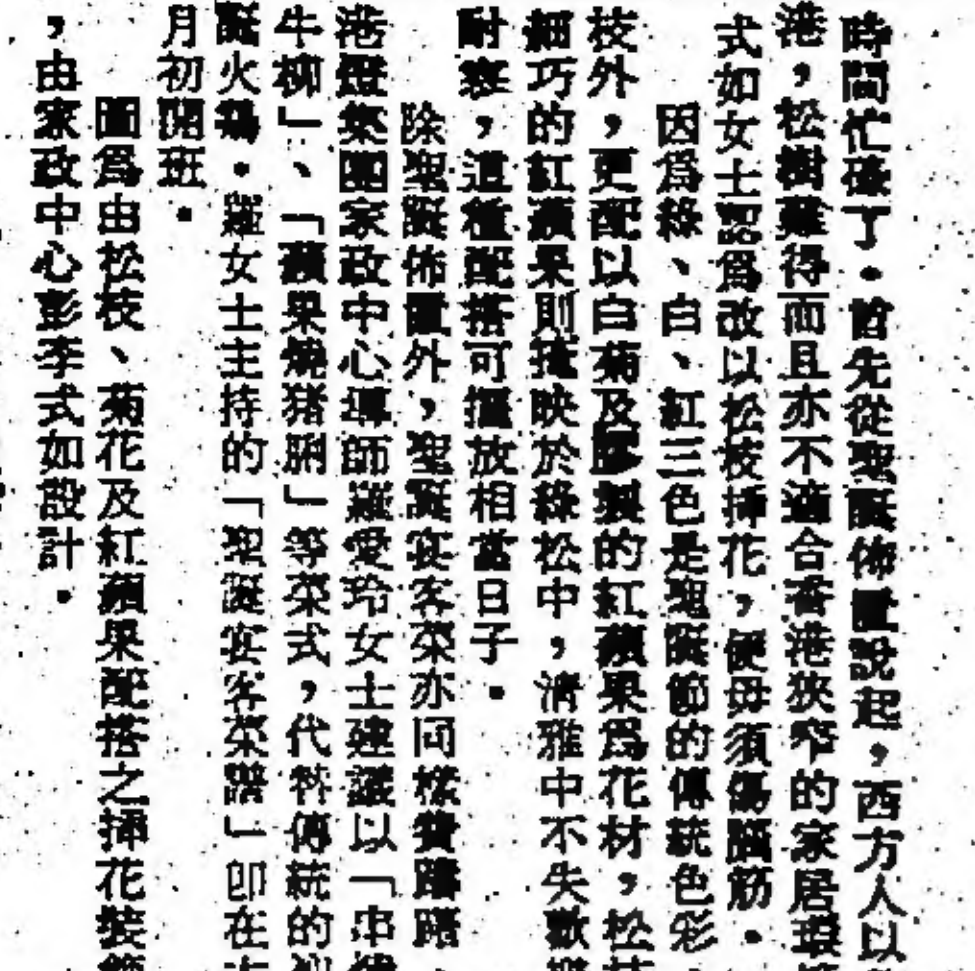 時間忙碌了。首先從聖誕佈置說起，西方人以
港，松樹難得而且亦不適合香港狹窄的家居環
式如女士認爲改以松枝揷花，便毋須傷腦筋。
因爲綠、白、紅三色是聖誕節的傳統色彩
枝外，更配以白菊及膠製的紅蘋果爲花材，松
細巧的紅蘋果則掩映於綠松中，清雅中不失歡
耐寒，這種配搭可擺放相當日子。
除聖誕佈置外，聖誕宴客菜亦同樣費躊躇
港燈集團家政中心導師羅愛玲女士建議以「串燒
牛柳」、「蘋果燒猪脷」等菜式，代替傳統的
誕火鷄。羅女士主持的「聖誕宴客菜譜」卽在
月初開班。
圖爲由松枝、菊花及紅蘋果配搭之揷花裝飾
，由家政中心彭李式如設計。